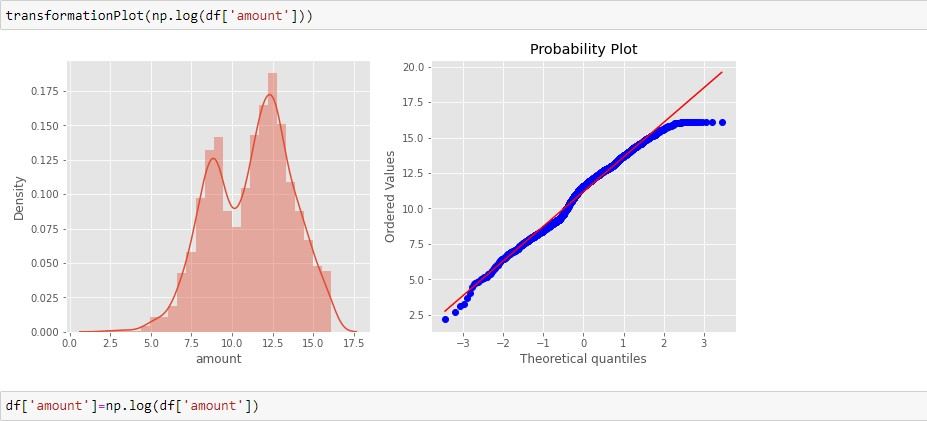 transformationPlot(np.log(df['amount']))
Probability Plot
Density
0.175
0.150
0.125
0.100
0.075
0.050
0.025
0.000
0.0 2.5 5.0 7.5 10.0 12.5 15.0 17.5
amount
Ordered Values
20.0
17.5
15.0
12.5
10.0
7.5
5.0
2.5
−3 −2 −1 0 1 2 3
Theoretical quantiles
df['amount']=np.log(df['amount'])